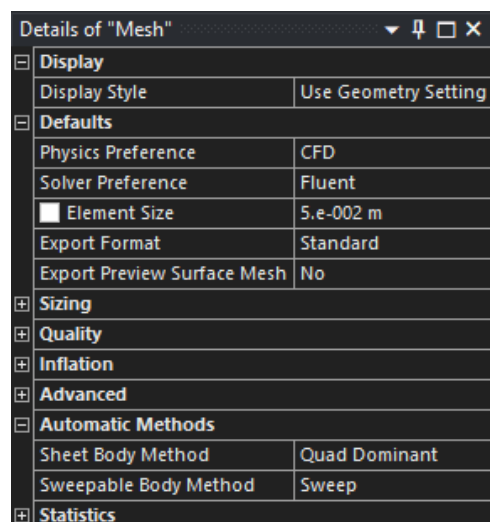 Details of "Mesh"
Display
Display Style Use Geometry Setting
Defaults
Physics Preference CFD
Solver Preference Fluent
Element Size 5.e-002 m
Export Format Standard
Export Preview Surface Mesh No
Sizing
Quality
Inflation
Advanced
Automatic Methods
Sheet Body Method Quad Dominant
Sweepable Body Method Sweep
Statistics